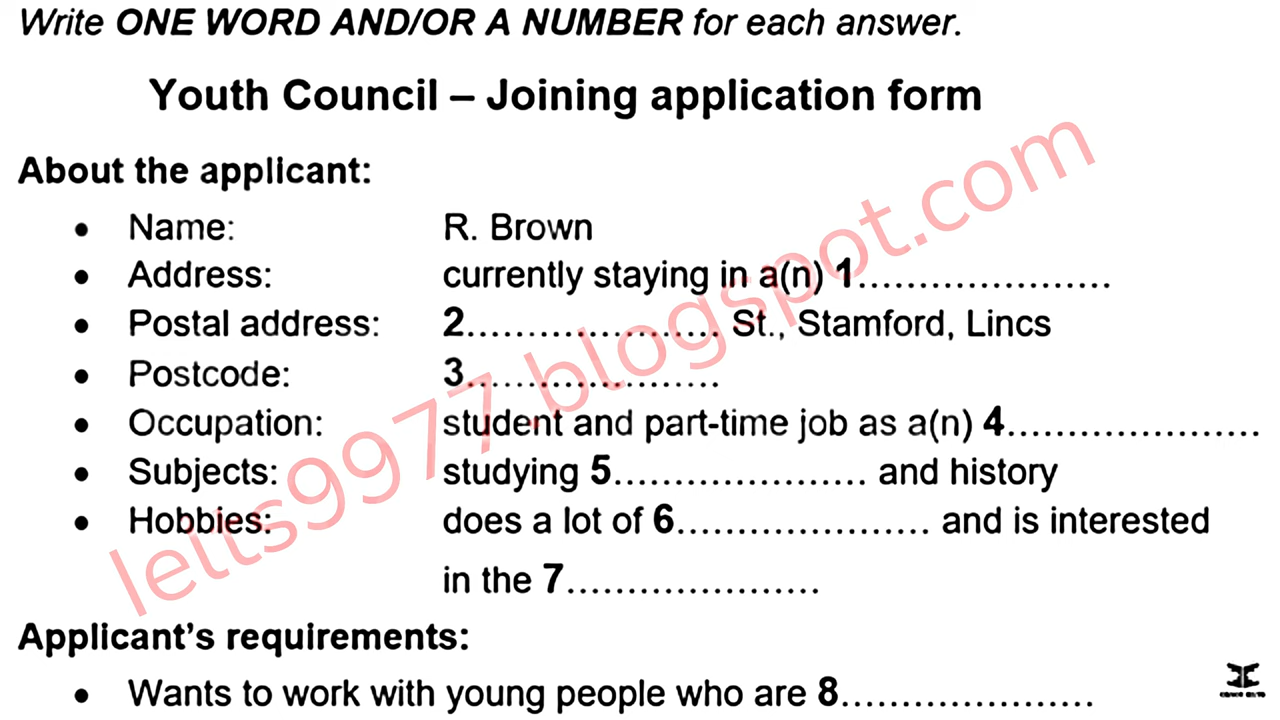 Write ONE WORD AND/OR A NUMBER for each answer.
Youth Council – Joining application form
About the applicant:
• Name: R. Brown
• Address: currently staying in a(n) 1.....................
• Postal address: 2..................... St., Stamford, Lincs
• Postcode: 3.....................
• Occupation: student and part-time job as a(n) 4.....................
• Subjects: studying 5..................... and history
• Hobbies: does a lot of 6..................... and is interested
in the 7.....................
Applicant's requirements:
• Wants to work with young people who are 8.....................
Ielts9977.blogspot.com